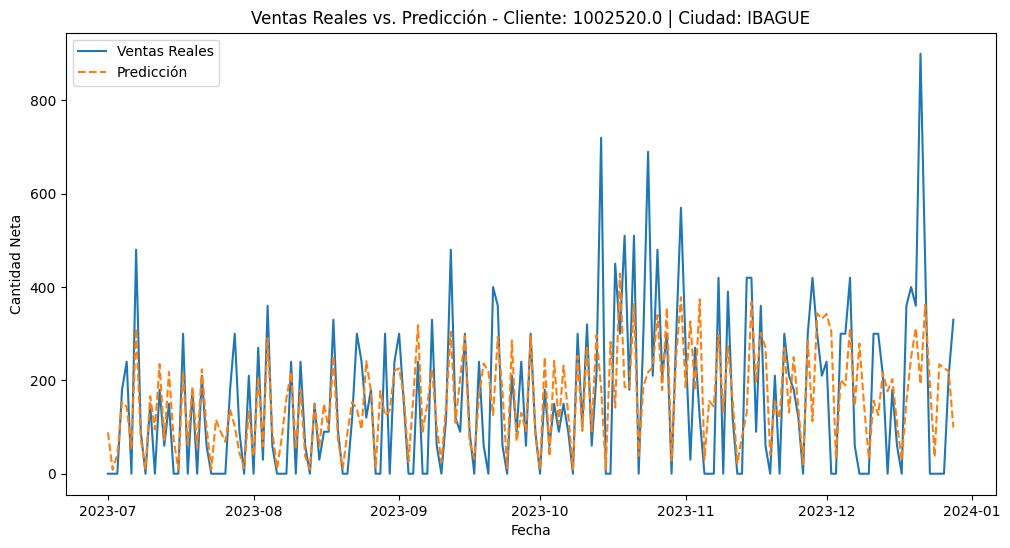 Ventas Reales vs. Predicción - Cliente: 1002520.0 | Ciudad: IBAGUE
Ventas Reales
Predicción
Cantidad Neta
800
600
400
200
0
2023-07
2023-08
2023-09
2023-10
2023-11
2023-12
2024-01
Fecha